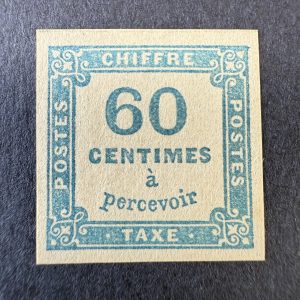 CHIFFRE
POSTES
60
CENTIMES
à
percevoir
POSTES
· TAXE ·